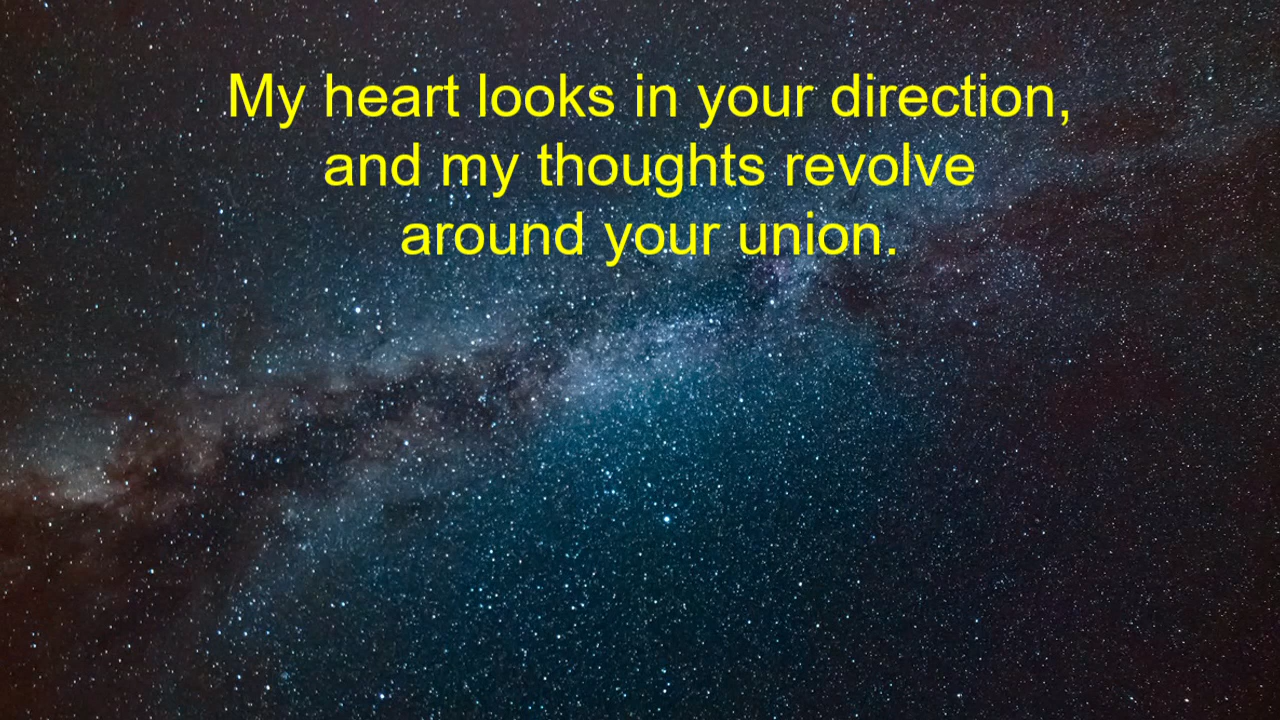 My heart looks in your direction,
and my thoughts revolve
around your union.